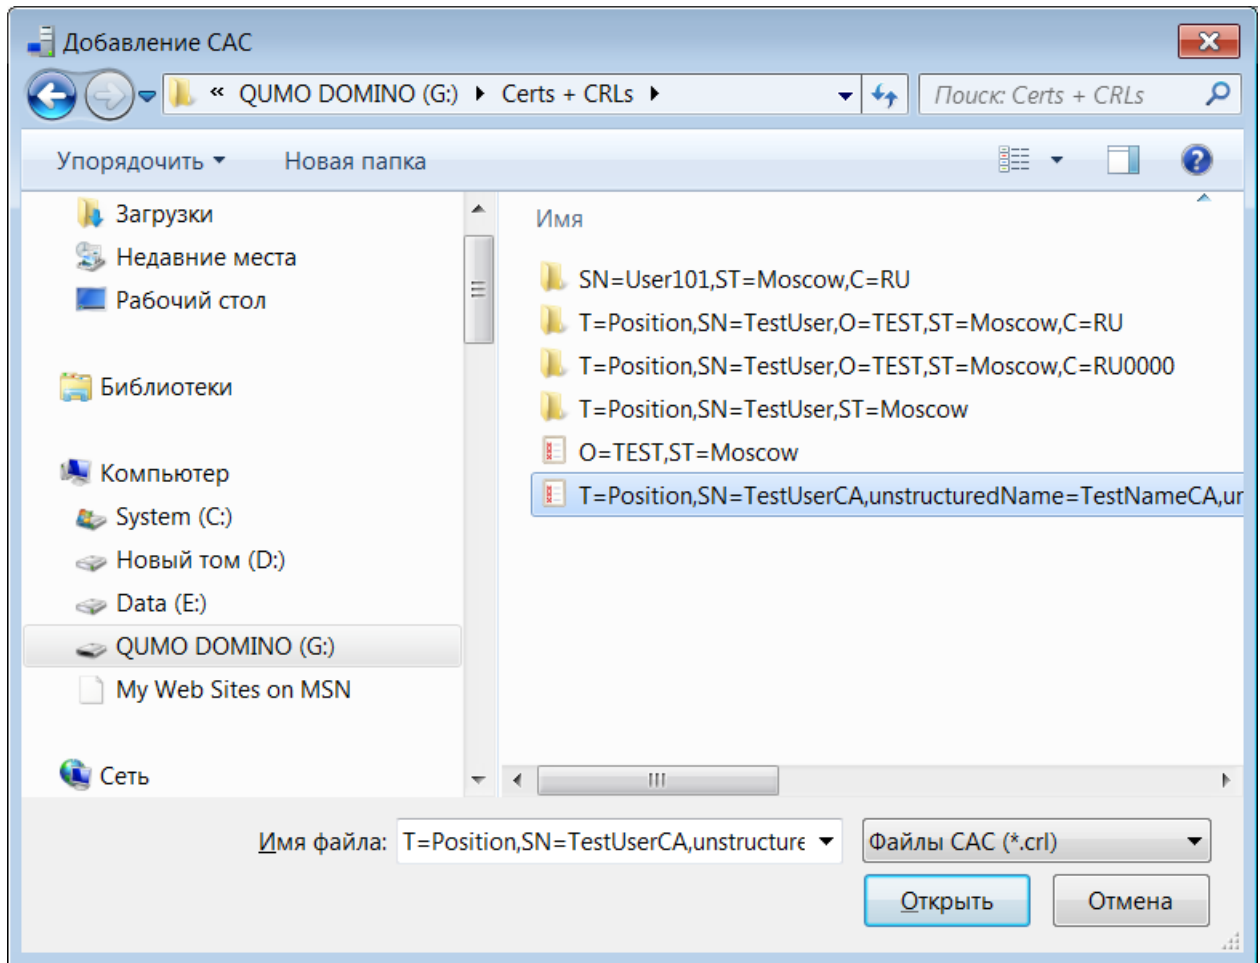 Добавление САС
« QUMO DOMINO (G:) Certs + CRLs
Поиск: Certs + CRLs
Упорядочить
Новая папка
Загрузки
Недавние места
Рабочий стол
Библиотеки
Компьютер
System (C:)
Новый том (D:)
Data (E:)
QUMO DOMINO (G:)
My Web Sites on MSN
Сеть
Имя
SN=User101,ST=Moscow,C=RU
T=Position,SN=TestUser,O=TEST,ST=Moscow,C=RU
T=Position,SN=TestUser,O=TEST,ST=Moscow,C=RU0000
T=Position,SN=TestUser,ST=Moscow
O=TEST,ST=Moscow
T=Position,SN=TestUserCA,unstructuredName=TestNameCA,ur
Имя файла: T=Position,SN=TestUserCA,unstructure
Файлы САС (*.crl)
Открыть
Отмена